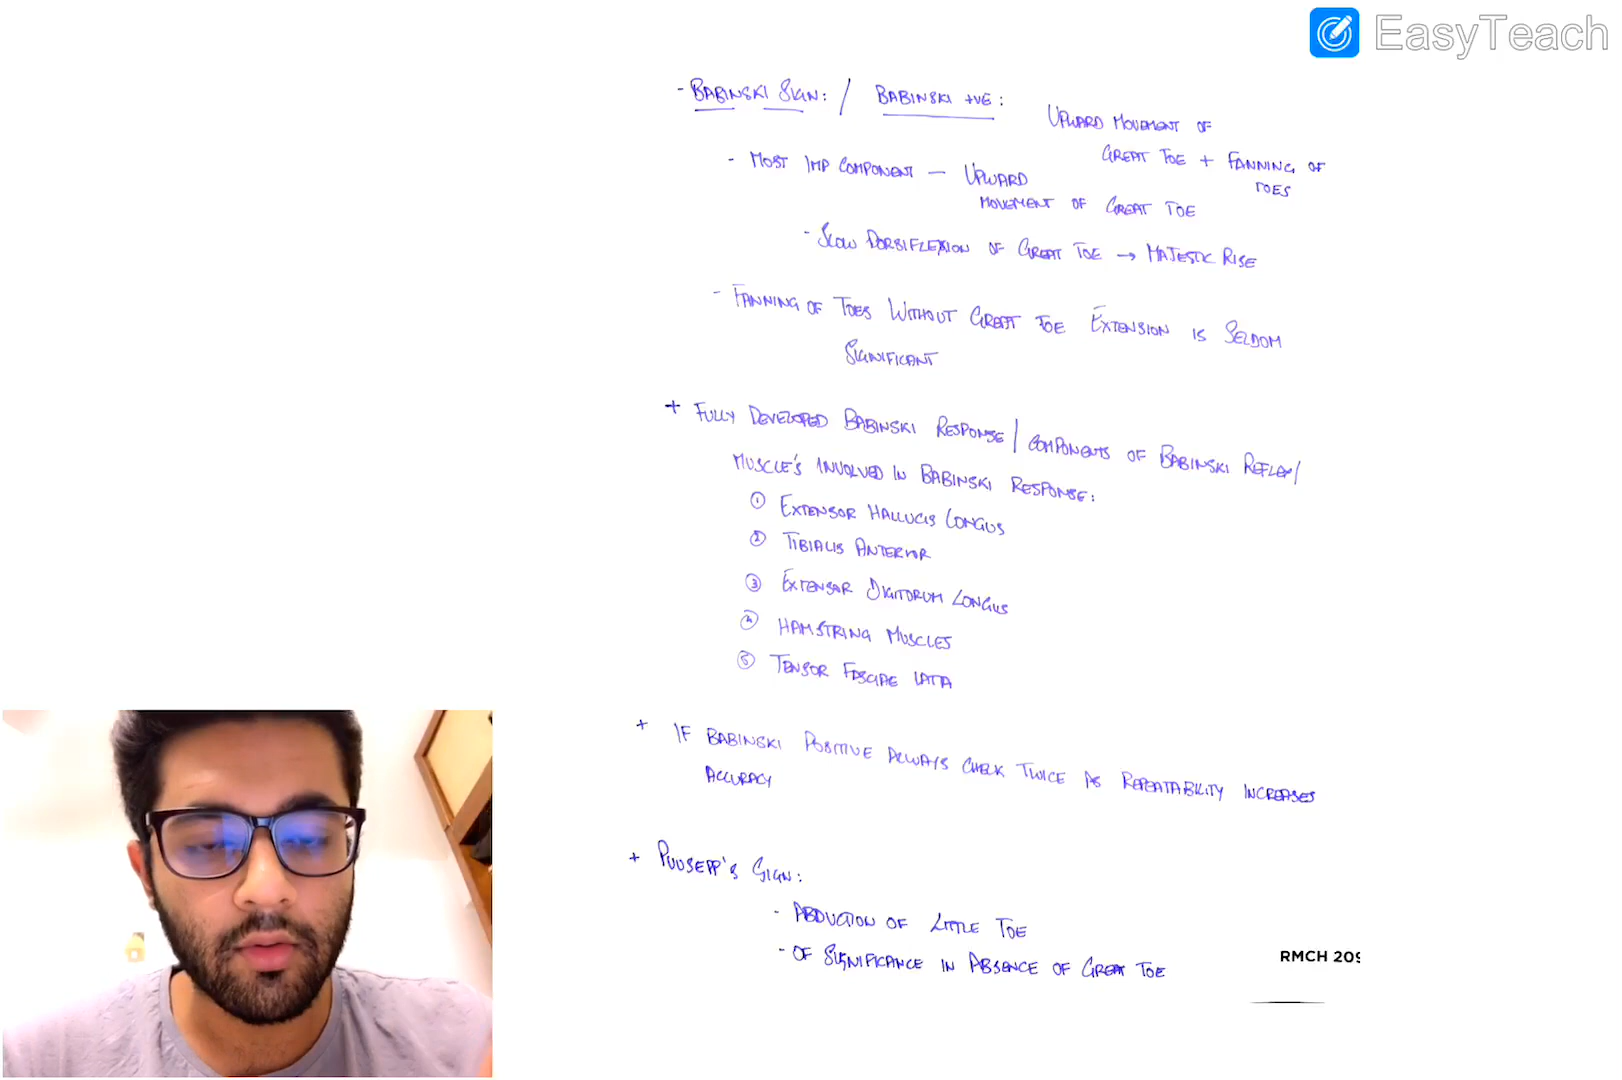 EasyTeach
- BABINSKI SIGN: / BABINSKI +VE:
UPWARD MOVEMENT OF
GREAT TOE + FANNING OF
TOES
- MOST IMP COMPONENT — UPWARD
MOVEMENT OF GREAT TOE
- SLOW DORSIFLEXION OF GREAT TOE → MAJESTIC RISE
- FANNING OF TOES WITHOUT GREAT TOE EXTENSION IS SELDOM
SIGNIFICANT
+ FULLY DEVELOPED BABINSKI RESPONSE / COMPONENTS OF BABINSKI REFLEX /
MUSCLE'S INVOLVED IN BABINSKI RESPONSE:
① EXTENSOR HALLUCIS LONGUS
② TIBIALIS ANTERIOR
③ EXTENSOR DIGITORUM LONGUS
④ HAMSTRING MUSCLES
⑤ TENSOR FASCIAE LATA
+ IF BABINSKI POSITIVE ALWAYS CHECK TWICE AS REPEATABILITY INCREASES
ACCURACY
+ PUUSEPP'S SIGN:
- ABDUCTION OF LITTLE TOE
- OF SIGNIFICANCE IN ABSENCE OF GREAT TOE
RMCH 209